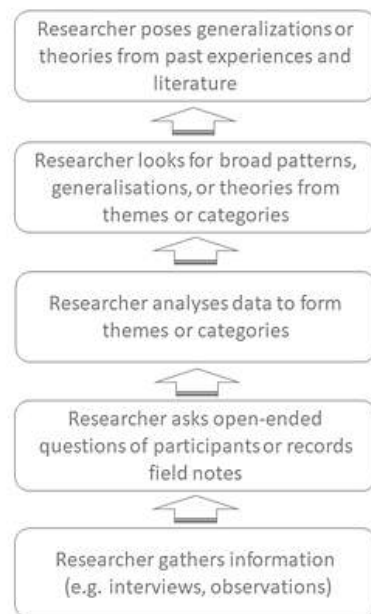 Researcher poses generalizations or
theories from past experiences and
literature
Researcher looks for broad patterns,
generalisations, or theories from
themes or categories
Researcher analyses data to form
themes or categories
Researcher asks open-ended
questions of participants or records
field notes
Researcher gathers information
(e.g. interviews, observations)